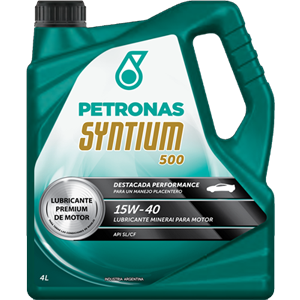 PETRONAS
SYNTIUM
500
DESTACADA PERFORMANCE
PARA UN MANEJO PLACENTERO
15W-40
LUBRICANTE MINERAL PARA MOTOR
API SL/CF
LUBRICANTE
PREMIUM
DE MOTOR
4L
INDUSTRIA ARGENTINA